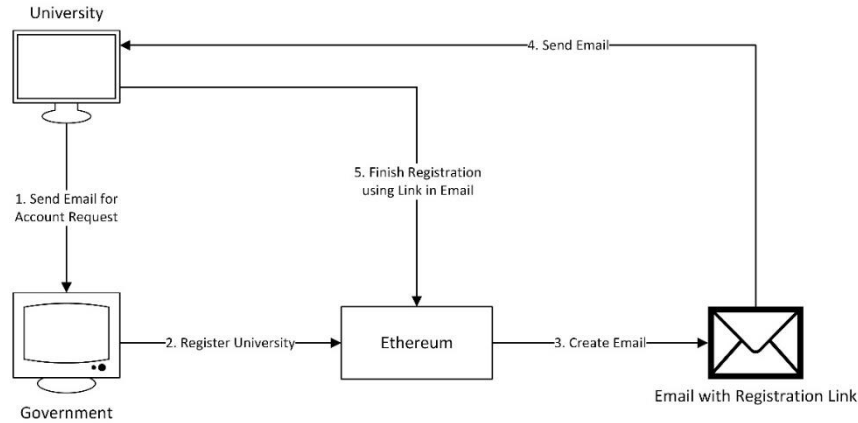 University
4. Send Email
5. Finish Registration
using Link in Email
1. Send Email for
Account Request
2. Register University
Ethereum
3. Create Email
Email with Registration Link
Government